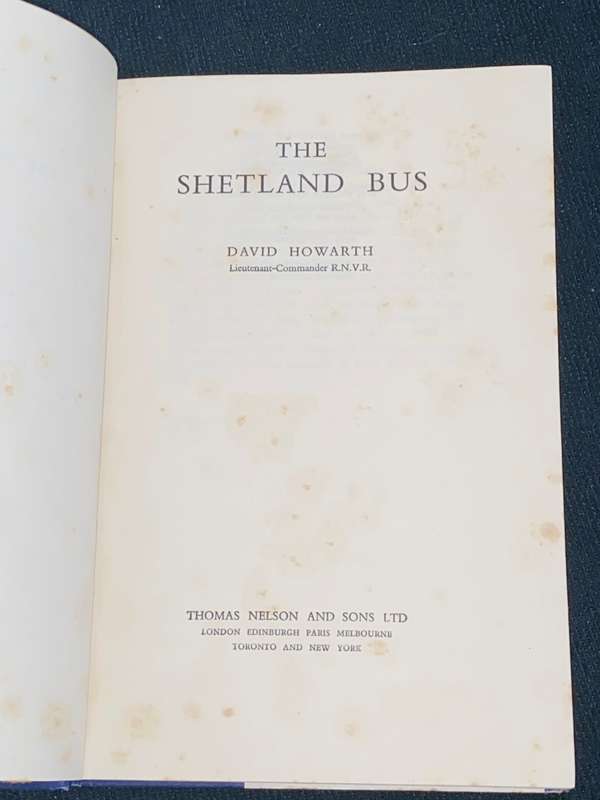 THE
SHETLAND BUS
DAVID HOWARTH
Lieutenant-Commander R.N.V.R.
THOMAS NELSON AND SONS LTD
LONDON EDINBURGH PARIS MELBOURNE
TORONTO AND NEW YORK